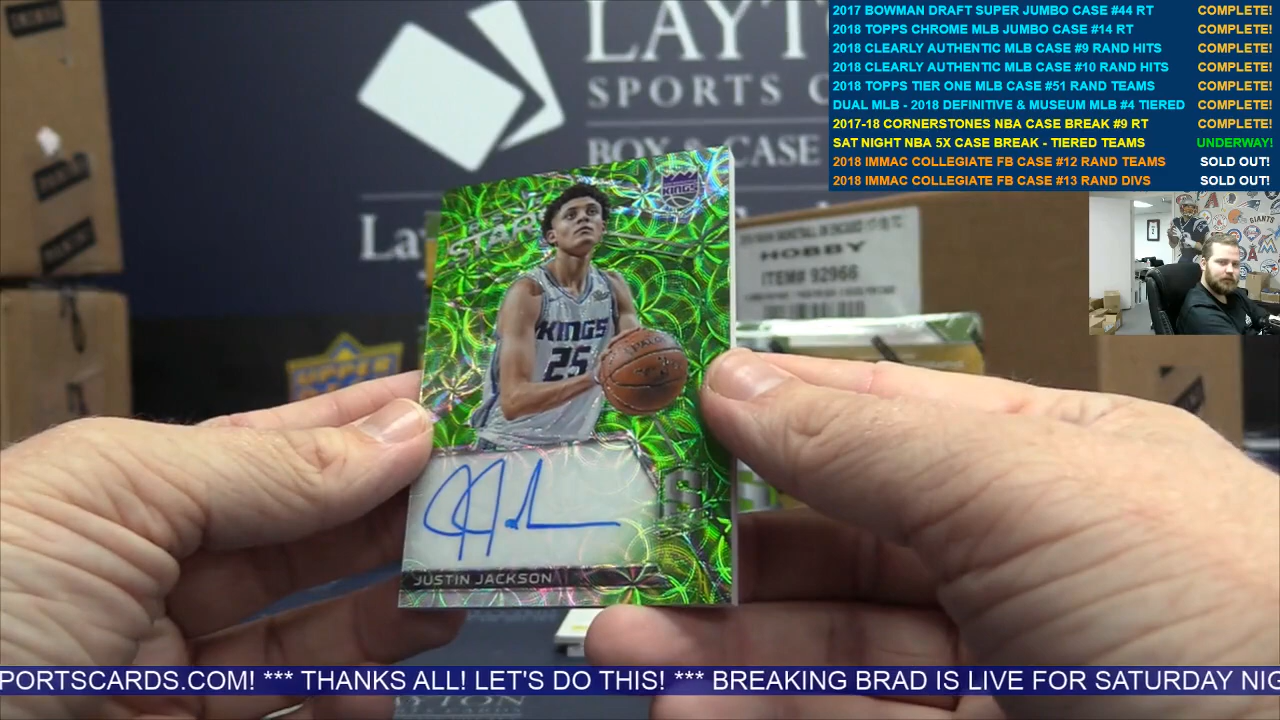 2017 BOWMAN DRAFT SUPER JUMBO CASE #44 RT COMPLETE!
2018 TOPPS CHROME MLB JUMBO CASE #14 RT COMPLETE!
2018 CLEARLY AUTHENTIC MLB CASE #9 RAND HITS COMPLETE!
2018 CLEARLY AUTHENTIC MLB CASE #10 RAND HITS COMPLETE!
2018 TOPPS TIER ONE MLB CASE #51 RAND TEAMS COMPLETE!
DUAL MLB - 2018 DEFINITIVE & MUSEUM MLB #4 TIERED COMPLETE!
2017-18 CORNERSTONES NBA CASE BREAK #9 RT COMPLETE!
SAT NIGHT NBA 5X CASE BREAK - TIERED TEAMS UNDERWAY!
2018 IMMAC COLLEGIATE FB CASE #12 RAND TEAMS SOLD OUT!
2018 IMMAC COLLEGIATE FB CASE #13 RAND DIVS SOLD OUT!
LAYTO
SPORTS C
BOX & CASE
Lay
HOBBY
ITEM# 92966
GIANTS
KINGS
STAR
KINGS
25
JUSTIN JACKSON
PORTSCARDS.COM! *** THANKS ALL! LET'S DO THIS! *** BREAKING BRAD IS LIVE FOR SATURDAY NIG
LAYTON